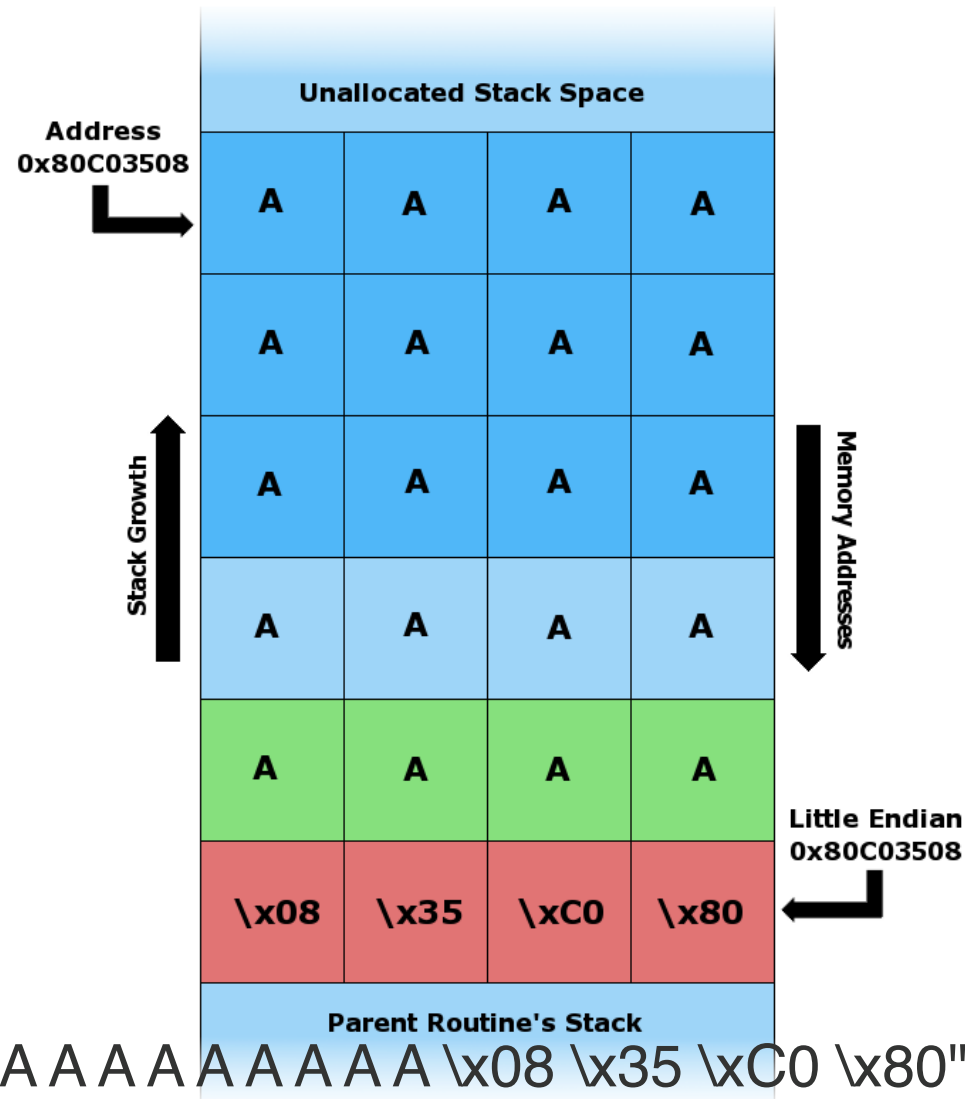 Unallocated Stack Space
Address
0x80C03508
A A A A
A A A A
Stack Growth
A A A A
Memory Addresses
A A A A
A A A A
Little Endian
0x80C03508
\x08 \x35 \xC0 \x80
Parent Routine's Stack
A A A A A A A A A \x08 \x35 \xC0 \x80"